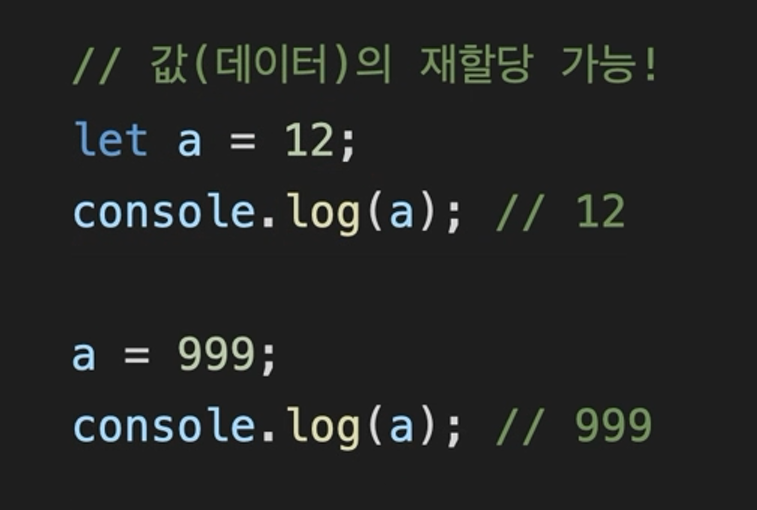 // 값(데이터)의 재할당 가능!
let a = 12;
console.log(a); // 12
a = 999;
console.log(a); // 999